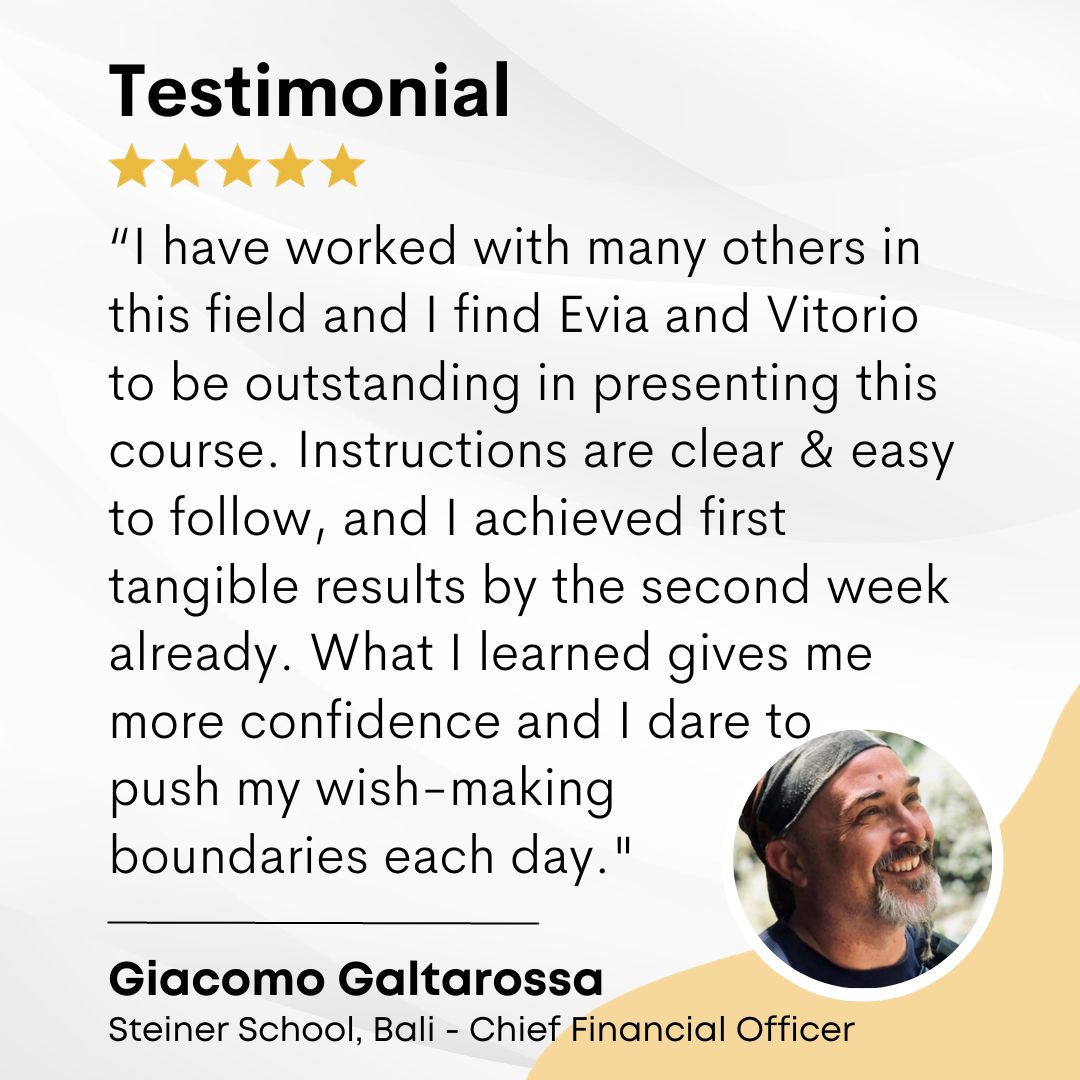 Testimonial
“I have worked with many others in
this field and I find Evia and Vitorio
to be outstanding in presenting this
course. Instructions are clear & easy
to follow, and I achieved first
tangible results by the second week
already. What I learned gives me
more confidence and I dare to
push my wish-making
boundaries each day."
Giacomo Galtarossa
Steiner School, Bali - Chief Financial Officer